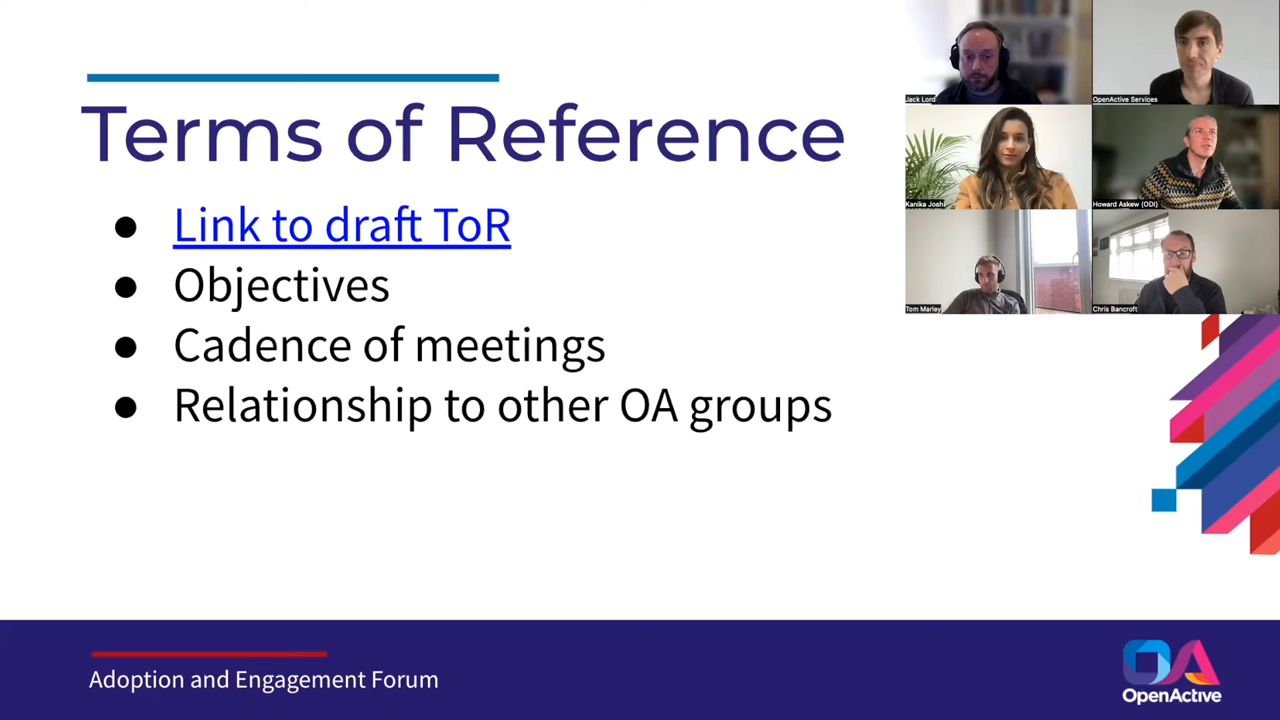 Terms of Reference
● Link to draft ToR
● Objectives
● Cadence of meetings
● Relationship to other OA groups
Jack Lord
OpenActive Services
Kanika Joshi
Howard Askew (ODI)
Tom Marley
Chris Bancroft
Adoption and Engagement Forum
OA
OpenActive